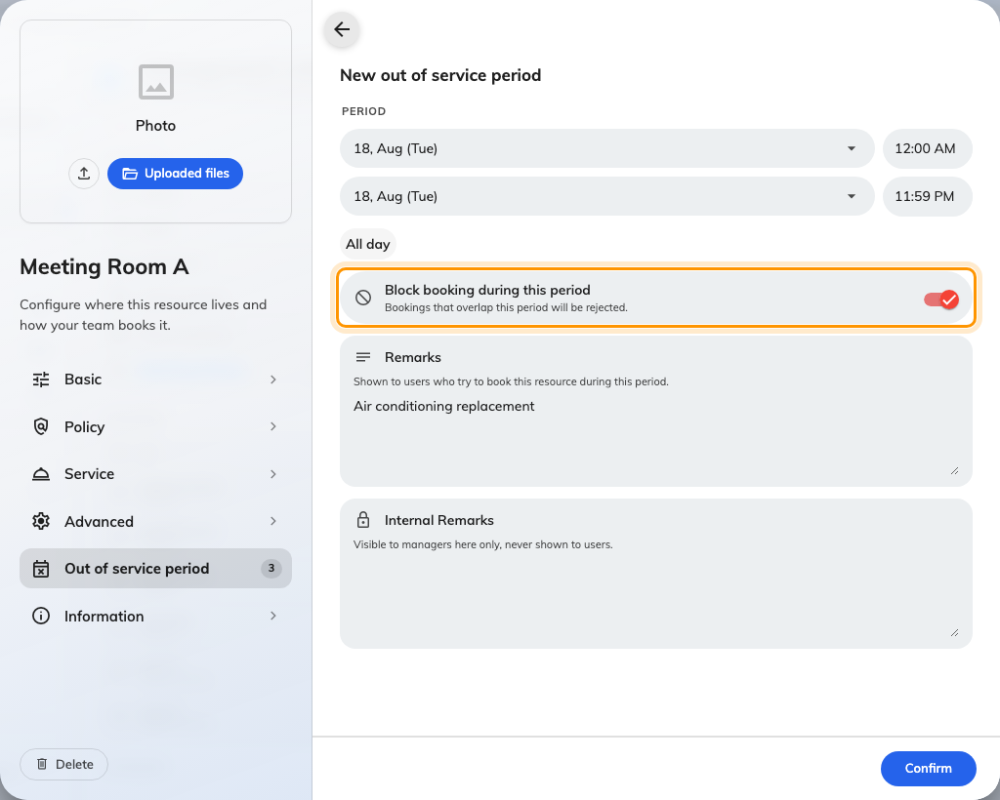 Photo
Uploaded files
Meeting Room A
Configure where this resource lives and
how your team books it.
Basic
Policy
Service
Advanced
Out of service period
3
Information
Delete
New out of service period
PERIOD
18, Aug (Tue)
12:00 AM
18, Aug (Tue)
11:59 PM
All day
Block booking during this period
Bookings that overlap this period will be rejected.
Remarks
Shown to users who try to book this resource during this period.
Air conditioning replacement
Internal Remarks
Visible to managers here only, never shown to users.
Confirm